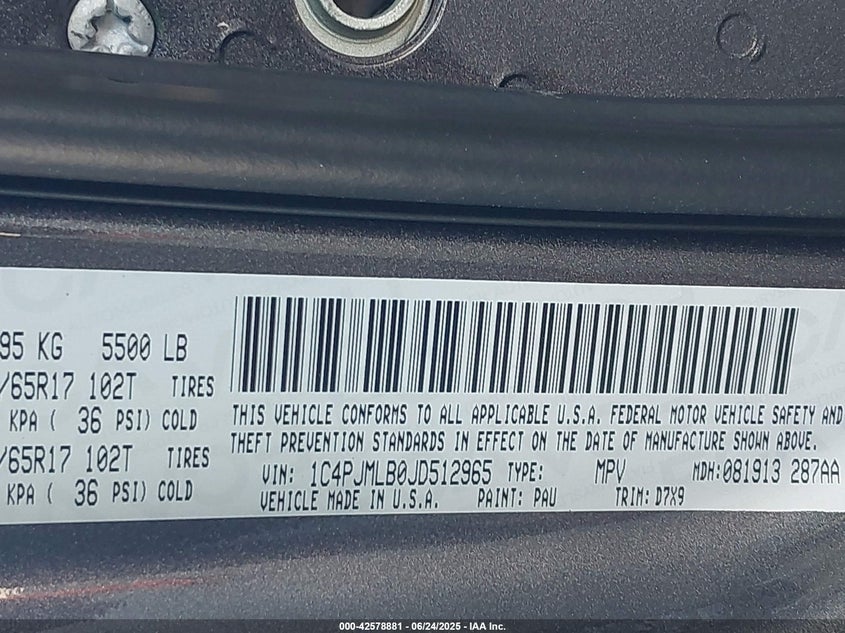 95 KG 5500 LB
/65R17 102T TIRES
KPA ( 36 PSI) COLD
/65R17 102T TIRES
KPA ( 36 PSI) COLD
THIS VEHICLE CONFORMS TO ALL APPLICABLE U.S.A. FEDERAL MOTOR VEHICLE SAFETY AND
THEFT PREVENTION STANDARDS IN EFFECT ON THE DATE OF MANUFACTURE SHOWN ABOVE.
VIN: 1C4PJMLB0JD512965 TYPE: MPV MDH:081913 287AA
VEHICLE MADE IN U.S.A. PAINT: PAU TRIM: D7X9
000-42578881 - 06/24/2025 - IAA Inc.